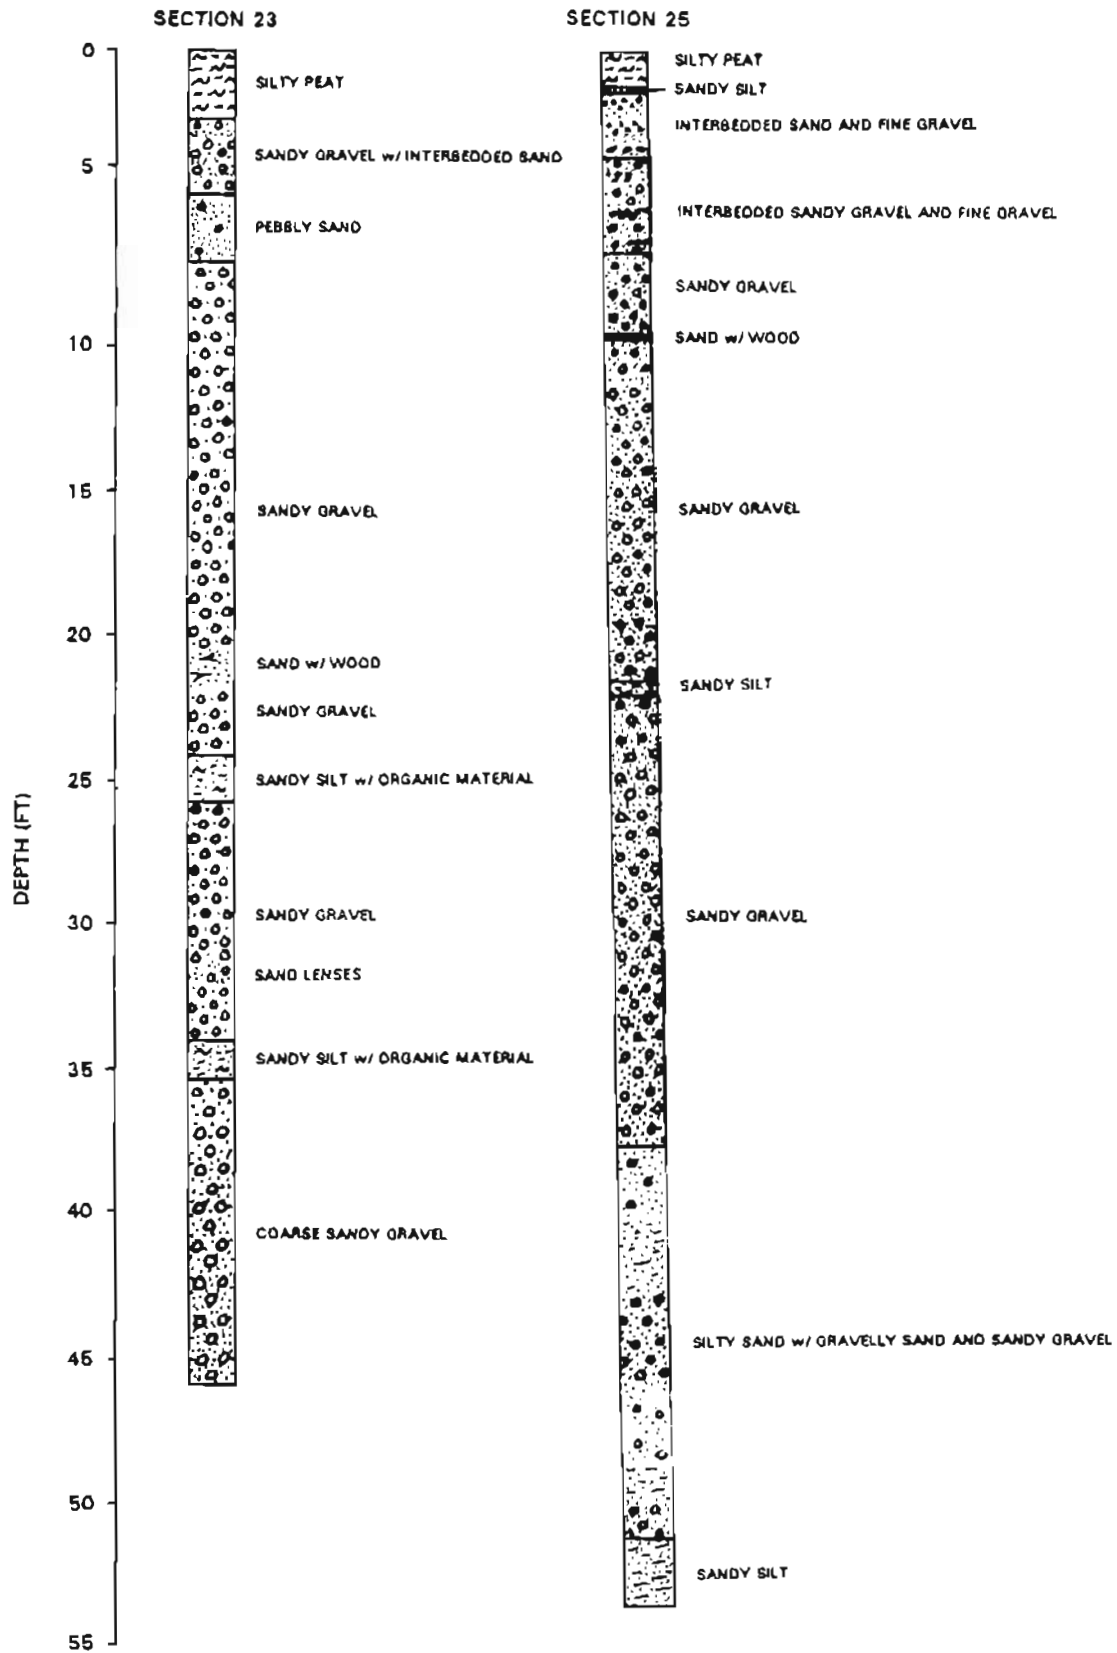 SECTION 23
SECTION 25
0
5
10
15
20
25
30
35
40
45
50
55
DEPTH (FT)
SILTY PEAT
SANDY GRAVEL w/ INTERBEDDED SAND
PEBBLY SAND
SANDY GRAVEL
SAND w/ WOOD
SANDY GRAVEL
SANDY SILT w/ ORGANIC MATERIAL
SANDY GRAVEL
SAND LENSES
SANDY SILT w/ ORGANIC MATERIAL
COARSE SANDY GRAVEL
SILTY PEAT
SANDY SILT
INTERBEDDED SAND AND FINE GRAVEL
INTERBEDDED SANDY GRAVEL AND FINE GRAVEL
SANDY GRAVEL
SAND w/ WOOD
SANDY GRAVEL
SANDY SILT
SANDY GRAVEL
SILTY SAND w/ GRAVELLY SAND AND SANDY GRAVEL
SANDY SILT